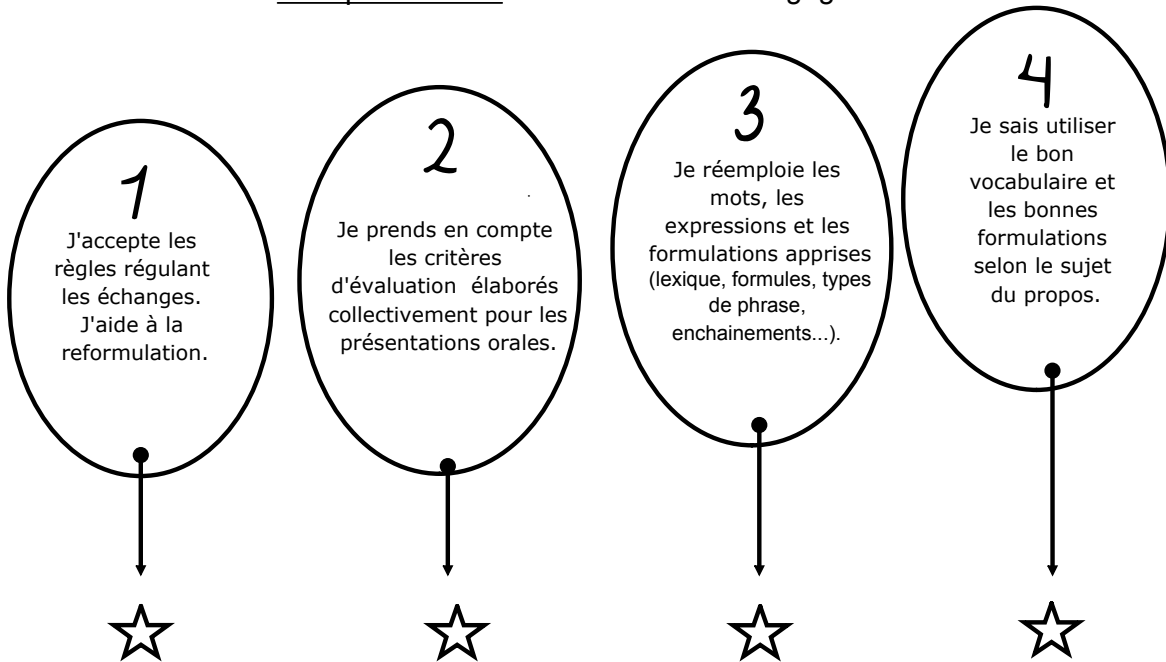 1
J'accepte les
règles régulant
les échanges.
J'aide à la
reformulation.
2
Je prends en compte
les critères
d'évaluation élaborés
collectivement pour les
présentations orales.
3
Je réemploie les
mots, les
expressions et les
formulations apprises
(lexique, formules, types
de phrase,
enchainements...).
4
Je sais utiliser
le bon
vocabulaire et
les bonnes
formulations
selon le sujet
du propos.